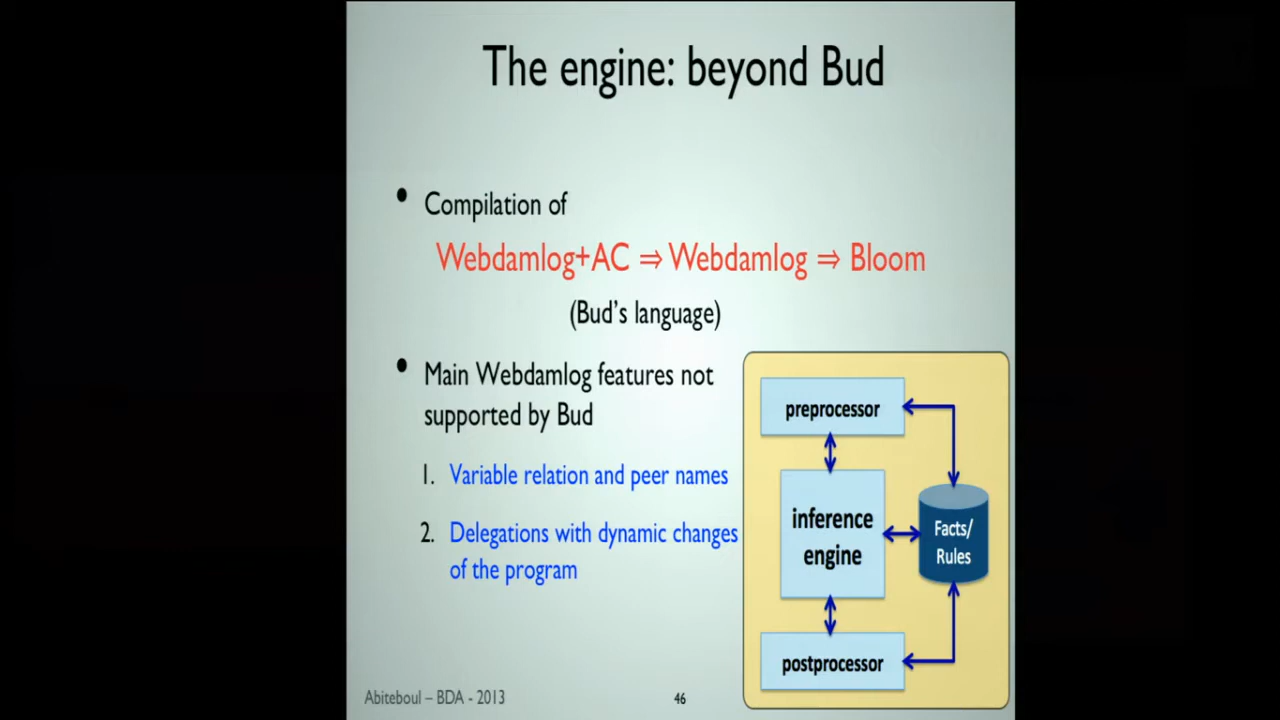 The engine: beyond Bud
• Compilation of
Webdamlog+AC ⇒ Webdamlog ⇒ Bloom
(Bud's language)
• Main Webdamlog features not
supported by Bud
1. Variable relation and peer names
2. Delegations with dynamic changes
of the program
preprocessor
inference
engine
Facts/
Rules
postprocessor
Abiteboul – BDA - 2013
46